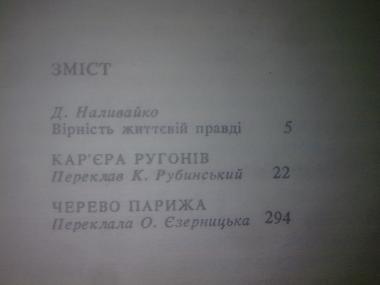 ЗМІСТ
Д. Наливайко
Вірність життєвій правді 5
КАР'ЄРА РУГОНІВ
Переклав К. Рубинський 22
ЧЕРЕВО ПАРИЖА
Переклала О. Єзерницька 294